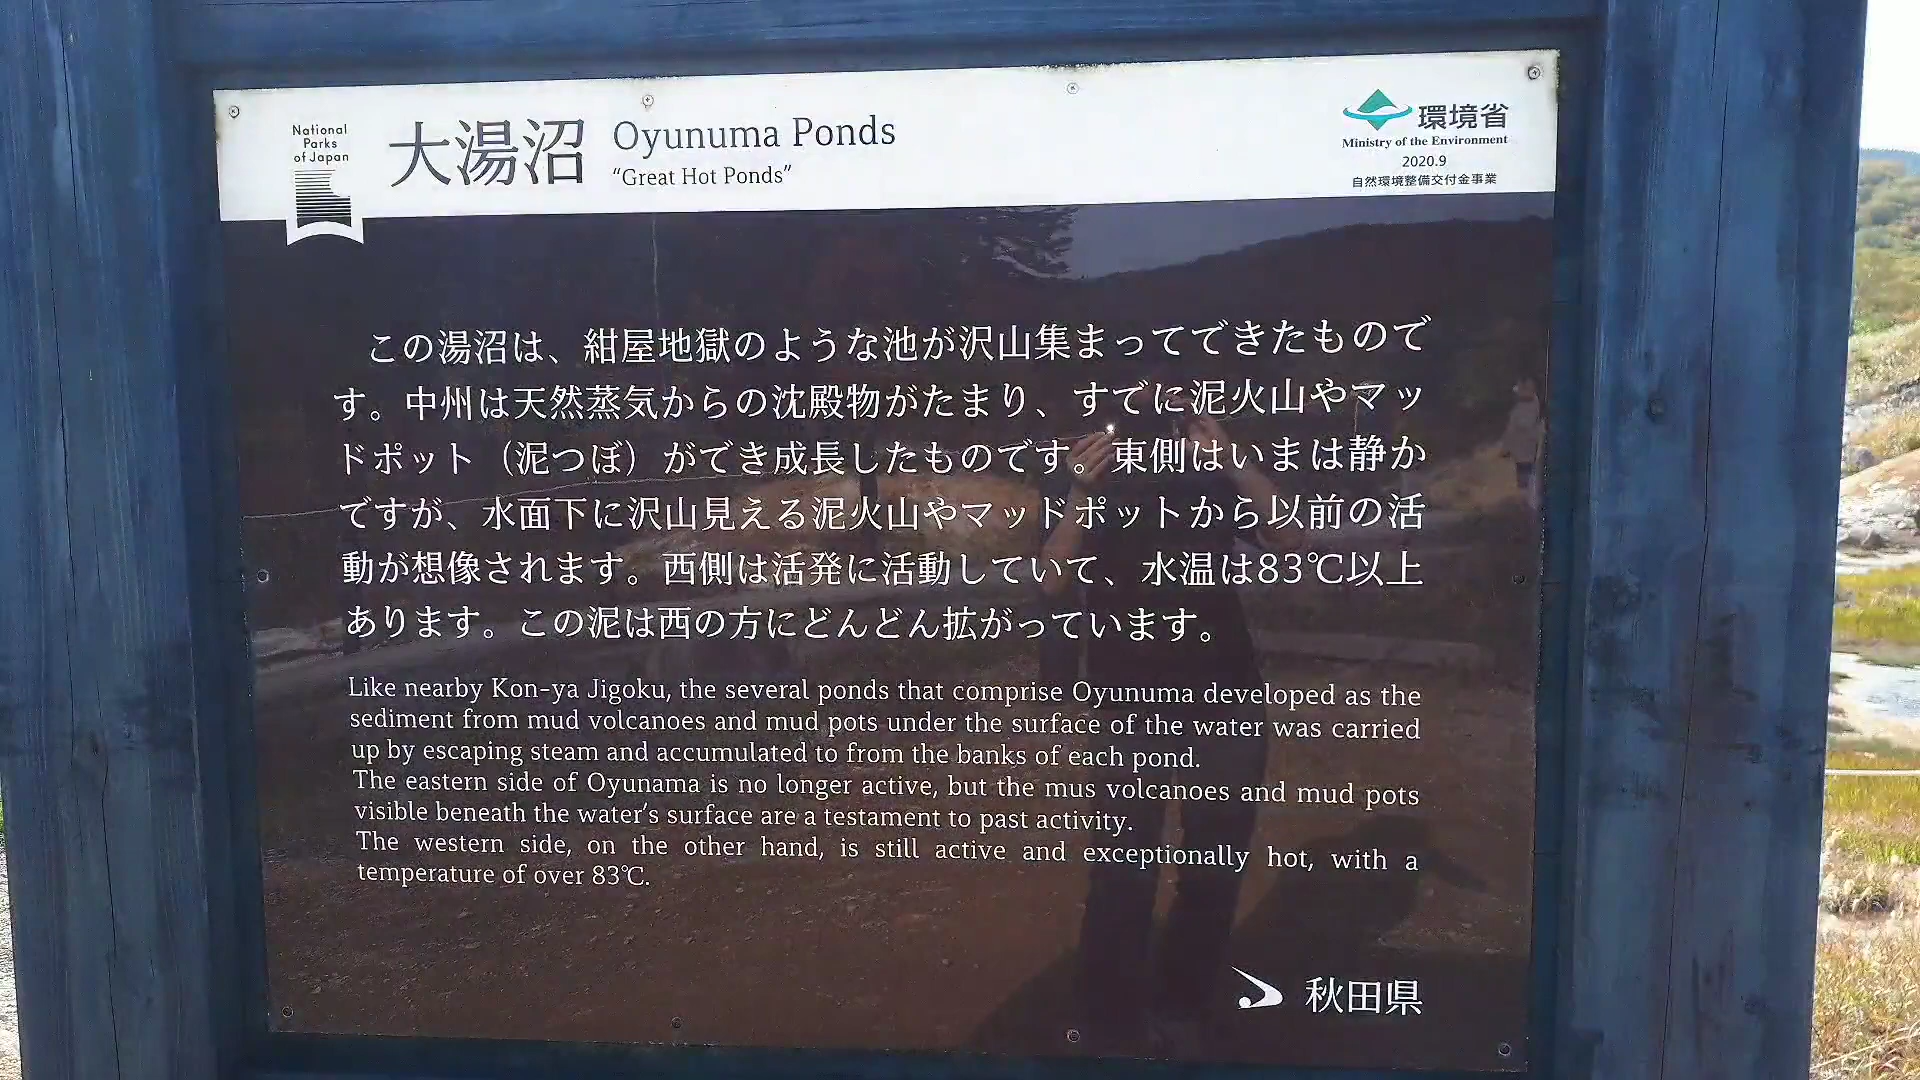 National
Parks
of Japan
大湯沼
Oyunuma Ponds
“Great Hot Ponds”
環境省
Ministry of the Environment
2020.9
自然環境整備交付金事業
この湯沼は、紺屋地獄のような池が沢山集まってできたもので
す。中州は天然蒸気からの沈殿物がたまり、すでに泥火山やマッ
ドポット（泥つぼ）ができ成長したものです。東側はいまは静か
ですが、水面下に沢山見える泥火山やマッドポットから以前の活
動が想像されます。西側は活発に活動していて、水温は83℃以上
あります。この泥は西の方にどんどん拡がっています。
Like nearby Kon-ya Jigoku, the several ponds that comprise Oyunuma developed as the
sediment from mud volcanoes and mud pots under the surface of the water was carried
up by escaping steam and accumulated to from the banks of each pond.
The eastern side of Oyunama is no longer active, but the mus volcanoes and mud pots
visible beneath the water’s surface are a testament to past activity.
The western side, on the other hand, is still active and exceptionally hot, with a
temperature of over 83℃.
秋田県